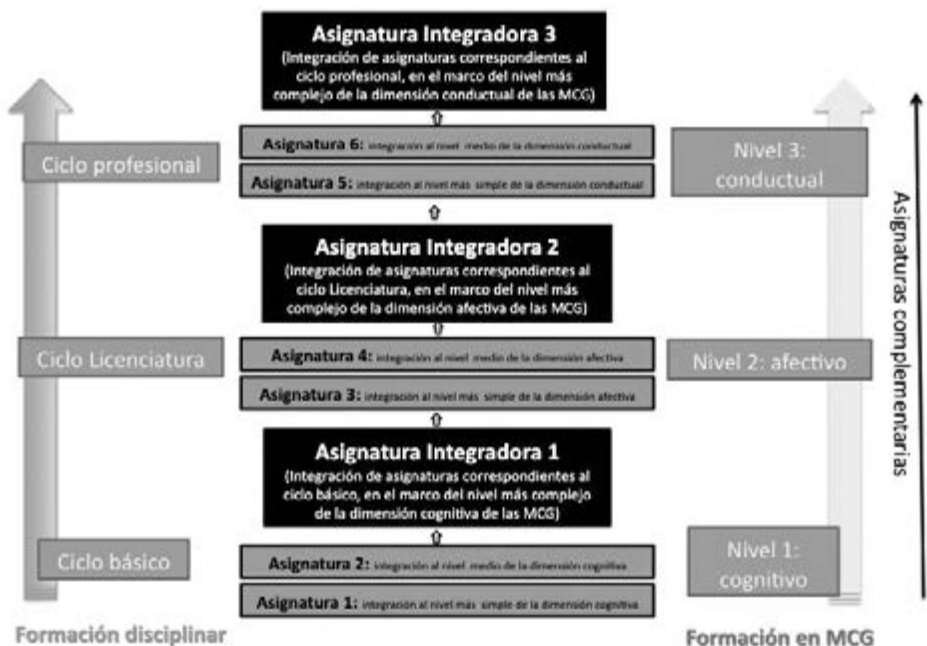 Asignatura Integradora 3
(Integración de asignaturas correspondientes al
ciclo profesional, en el marco del nivel más
complejo de la dimensión conductual de las MCG)
Asignatura 6: integración al nivel medio de la dimensión conductual
Asignatura 5: integración al nivel más simple de la dimensión conductual
Ciclo profesional
Nivel 3:
conductual
Asignatura Integradora 2
(Integración de asignaturas correspondientes al
ciclo Licenciatura, en el marco del nivel más
complejo de la dimensión afectiva de las MCG)
Asignatura 4: integración al nivel medio de la dimensión afectiva
Asignatura 3: integración al nivel más simple de la dimensión afectiva
Ciclo Licenciatura
Nivel 2: afectivo
Asignatura Integradora 1
(Integración de asignaturas correspondientes al
ciclo básico, en el marco del nivel más complejo
de la dimensión cognitiva de las MCG)
Asignatura 2: integración al nivel medio de la dimensión cognitiva
Asignatura 1: integración al nivel más simple de la dimensión cognitiva
Ciclo básico
Nivel 1:
cognitivo
Asignaturas complementarias
Formación disciplinar
Formación en MCG